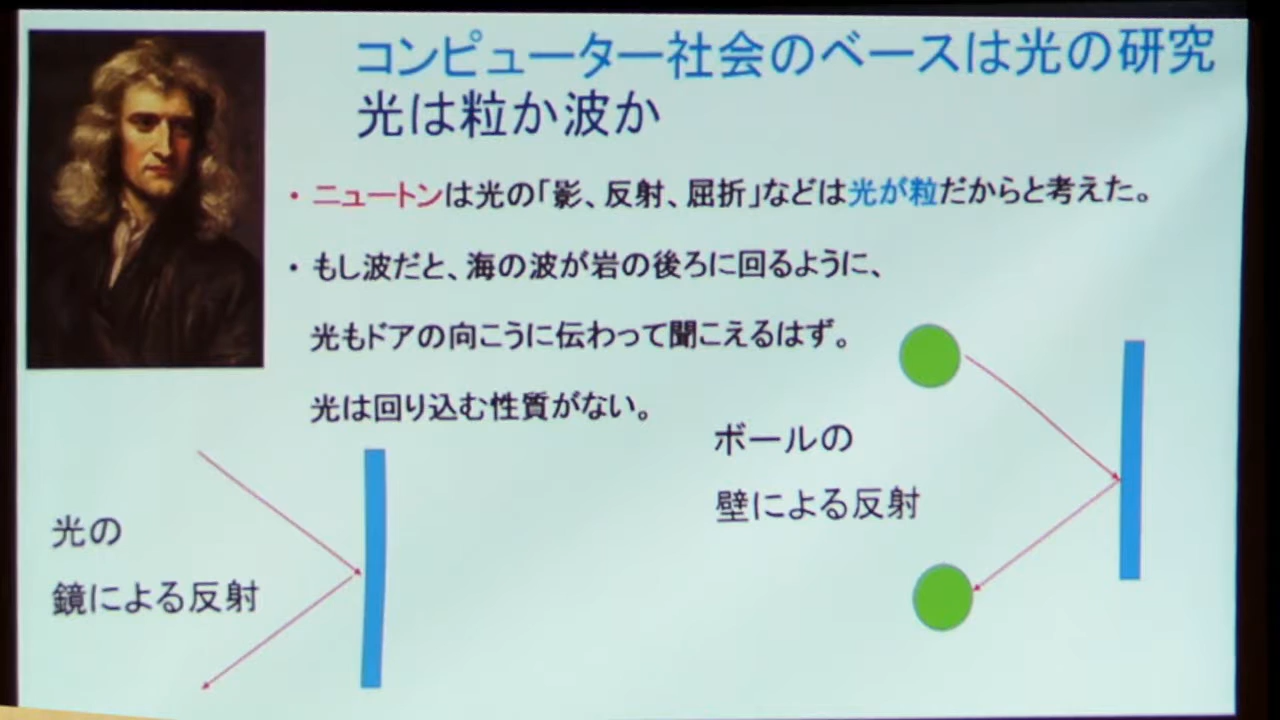 コンピューター社会のベースは光の研究
光は粒か波か
・ニュートンは光の「影、反射、屈折」などは光が粒だからと考えた。
・もし波だと、海の波が岩の後ろに回るように、
光もドアの向こうに伝わって聞こえるはず。
光は回り込む性質がない。
ボールの
壁による反射
光の
鏡による反射